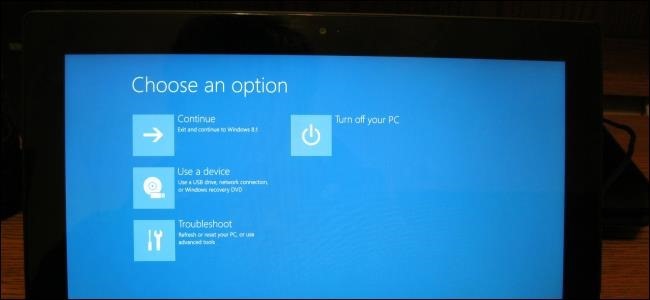 Choose an option
Continue
Exit and continue to Windows 8.1
Turn off your PC
Use a device
Use a USB drive, network connection,
or Windows recovery DVD
Troubleshoot
Refresh or reset your PC, or use
advanced tools